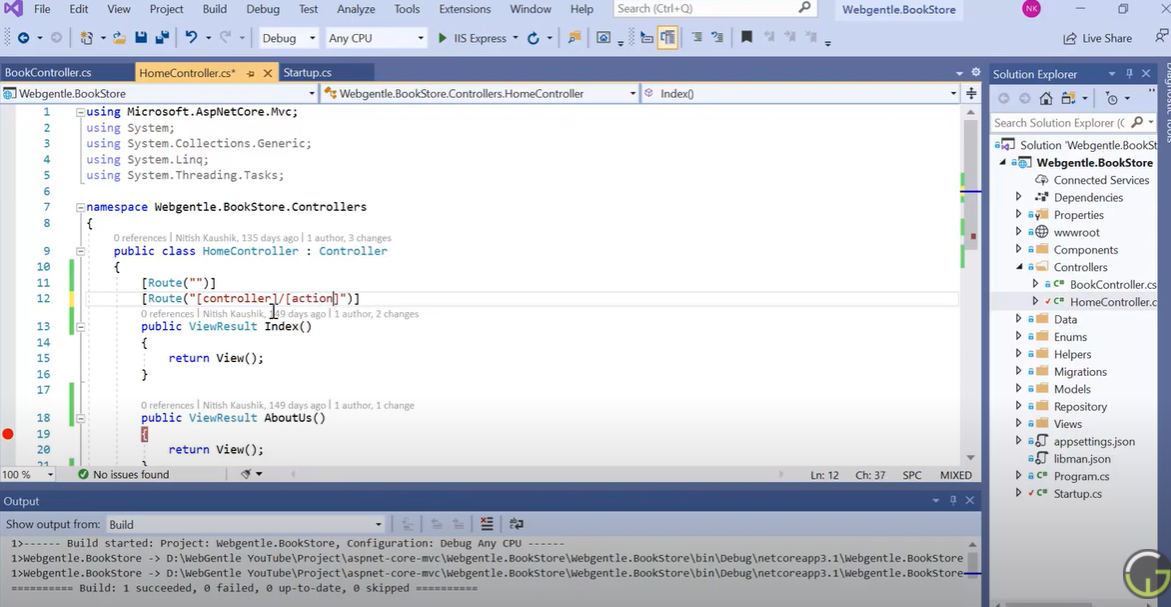 File Edit View Project Build Debug Test Analyze Tools Extensions Window Help Search (Ctrl+Q) Webgentle.BookStore NK
Debug Any CPU IIS Express Live Share
BookController.cs HomeController.cs* Startup.cs
Webgentle.BookStore Webgentle.BookStore.Controllers.HomeController Index()
1 using Microsoft.AspNetCore.Mvc;
2 using System;
3 using System.Collections.Generic;
4 using System.Linq;
5 using System.Threading.Tasks;
6
7 namespace Webgentle.BookStore.Controllers
8 {
0 references | Nitish Kaushik, 135 days ago | 1 author, 3 changes
9 public class HomeController : Controller
10 {
11 [Route("")]
12 [Route("[controller]/[action]")]
0 references | Nitish Kaushik, 149 days ago | 1 author, 2 changes
13 public ViewResult Index()
14 {
15 return View();
16 }
17
0 references | Nitish Kaushik, 149 days ago | 1 author, 1 change
18 public ViewResult AboutUs()
19 {
20 return View();
21 }
100 % No issues found Ln: 12 Ch: 37 SPC MIXED
Output
Show output from: Build
1>------ Build started: Project: Webgentle.BookStore, Configuration: Debug Any CPU ------
1>Webgentle.BookStore -> D:\WebGentle YouTube\Project\aspnet-core-mvc\Webgentle.BookStore\Webgentle.BookStore\bin\Debug\netcoreapp3.1\Webgentle.BookStore
1>Webgentle.BookStore -> D:\WebGentle YouTube\Project\aspnet-core-mvc\Webgentle.BookStore\Webgentle.BookStore\bin\Debug\netcoreapp3.1\Webgentle.BookStore
========== Build: 1 succeeded, 0 failed, 0 up-to-date, 0 skipped ==========
Solution Explorer
Search Solution Explorer (
Solution 'Webgentle.BookSt
Webgentle.BookStore
Connected Services
Dependencies
Properties
wwwroot
Components
Controllers
BookController.cs
HomeController.c
Data
Enums
Helpers
Migrations
Models
Repository
Views
appsettings.json
libman.json
Program.cs
Startup.cs
Diagnostic Tools